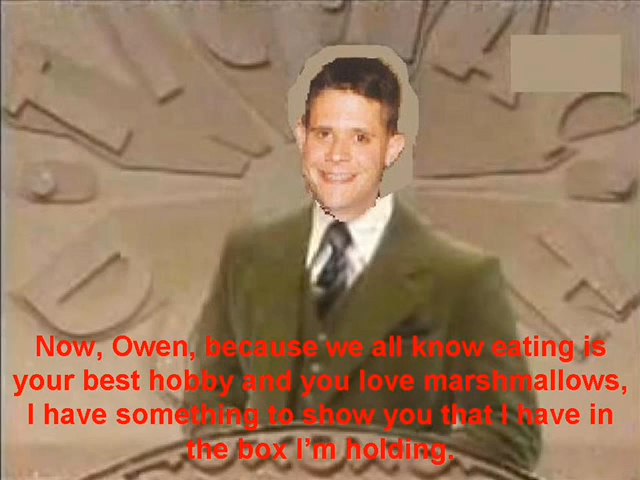 Now, Owen, because we all know eating is
your best hobby and you love marshmallows,
I have something to show you that I have in
the box I'm holding.